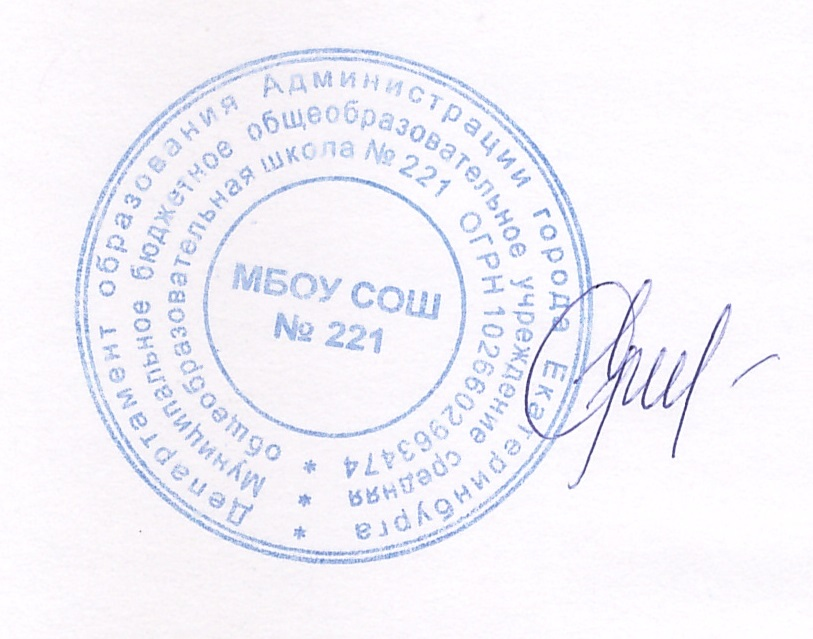 Департамент образования Администрации города Екатеринбурга *
Муниципальное бюджетное общеобразовательное учреждение средняя *
общеобразовательная школа № 221 ОГРН 1026602963474 *
МБОУ СОШ
№ 221